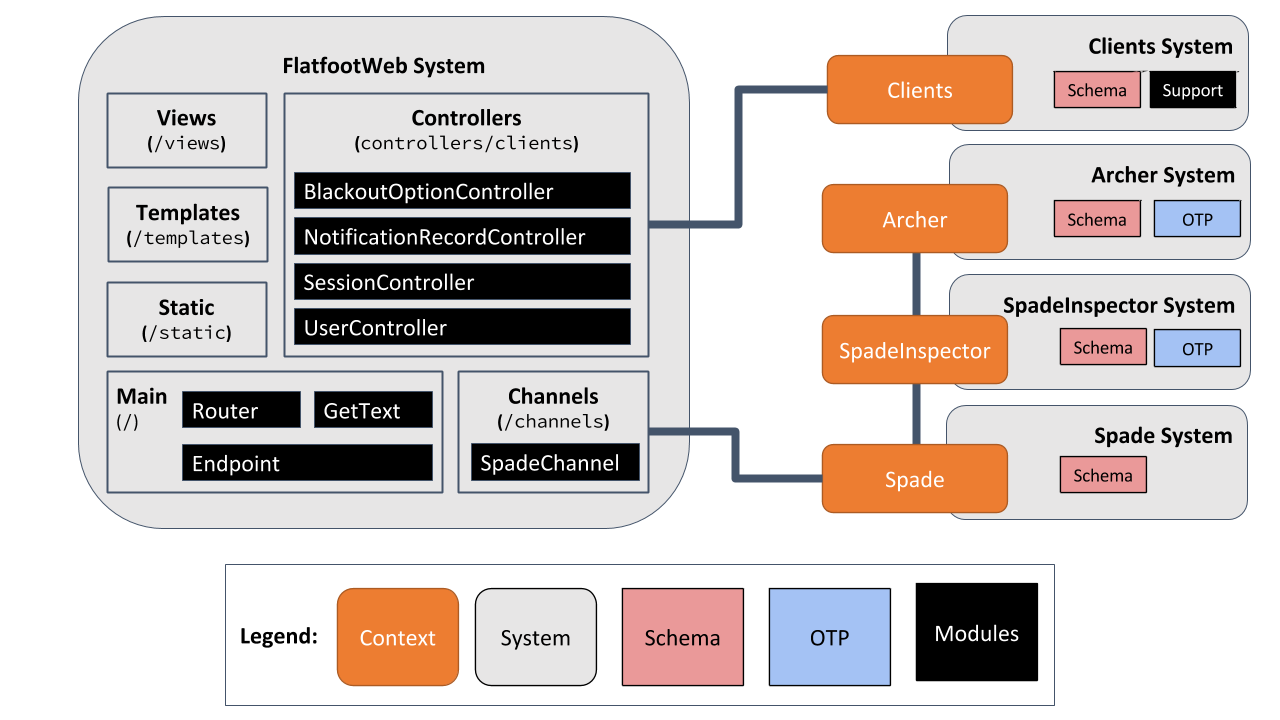 FlatfootWeb System
Views
(/views)
Templates
(/templates)
Static
(/static)
Controllers
(controllers/clients)
BlackoutOptionController
NotificationRecordController
SessionController
UserController
Main
(/)
Router
GetText
Endpoint
Channels
(/channels)
SpadeChannel
Clients
Clients System
Schema
Support
Archer
Archer System
Schema
OTP
SpadeInspector
SpadeInspector System
Schema
OTP
Spade
Spade System
Schema
Legend:
Context
System
Schema
OTP
Modules